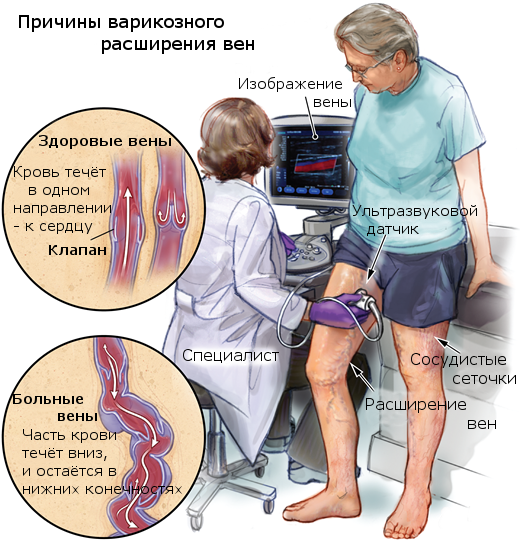 Причины варикозного
расширения вен
Здоровые вены
Кровь течёт
в одном
направлении
- к сердцу
Клапан
Больные
вены
Часть крови
течёт вниз,
и остаётся в
нижних конечностях
Изображение
вены
Ультразвуковой
датчик
Специалист
Сосудистые
сеточки
Расширение
вен